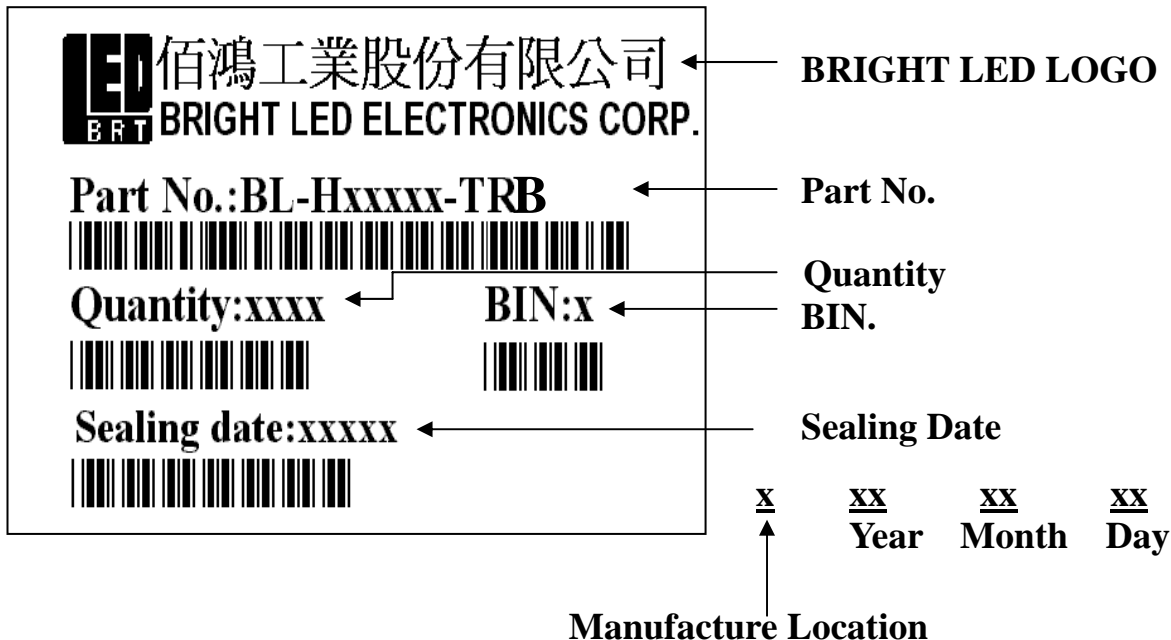 LED 佰鴻工業股份有限公司
BRT BRIGHT LED ELECTRONICS CORP.
BRIGHT LED LOGO
Part No.:BL-Hxxxxx-TRB
Part No.
Quantity:xxxx
BIN:x
Quantity
BIN.
Sealing date:xxxxx
Sealing Date
x xx xx xx
Year Month Day
Manufacture Location